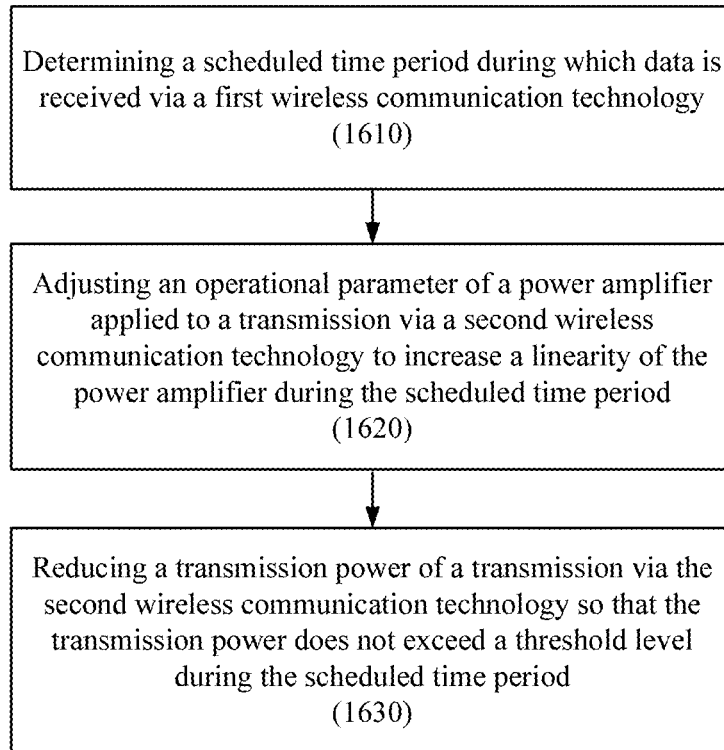 Determining a scheduled time period during which data is
received via a first wireless communication technology
(1610)
Adjusting an operational parameter of a power amplifier
applied to a transmission via a second wireless
communication technology to increase a linearity of the
power amplifier during the scheduled time period
(1620)
Reducing a transmission power of a transmission via the
second wireless communication technology so that the
transmission power does not exceed a threshold level
during the scheduled time period
(1630)